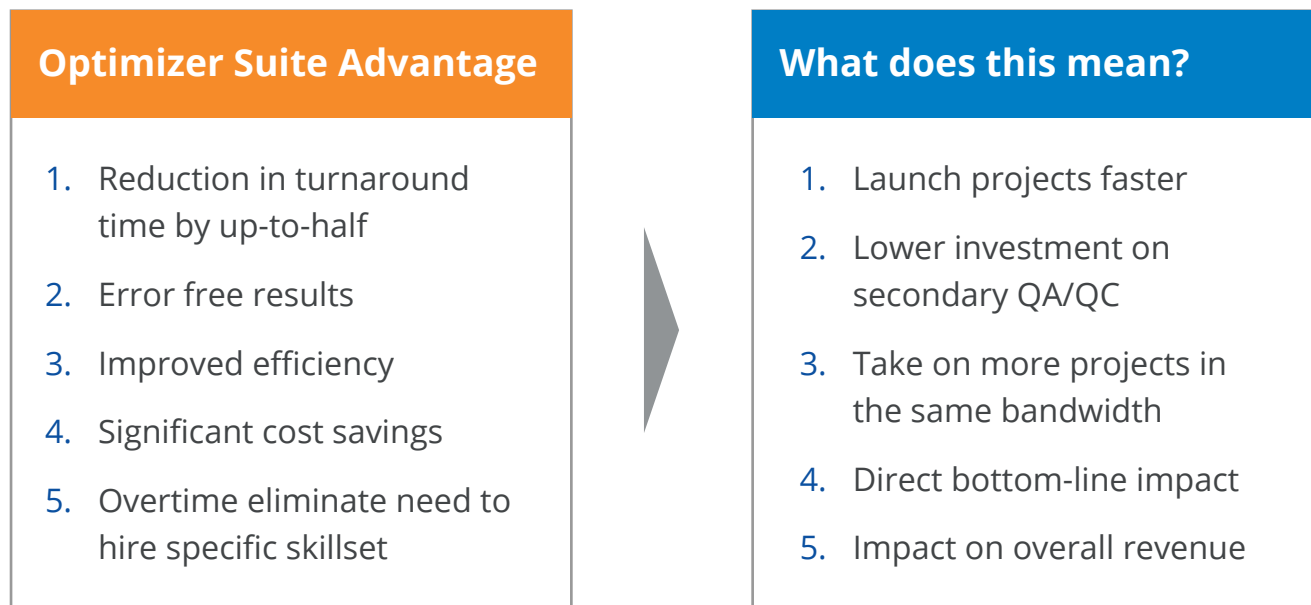 Optimizer Suite Advantage
1. Reduction in turnaround
time by up-to-half
2. Error free results
3. Improved efficiency
4. Significant cost savings
5. Overtime eliminate need to
hire specific skillset
What does this mean?
1. Launch projects faster
2. Lower investment on
secondary QA/QC
3. Take on more projects in
the same bandwidth
4. Direct bottom-line impact
5. Impact on overall revenue